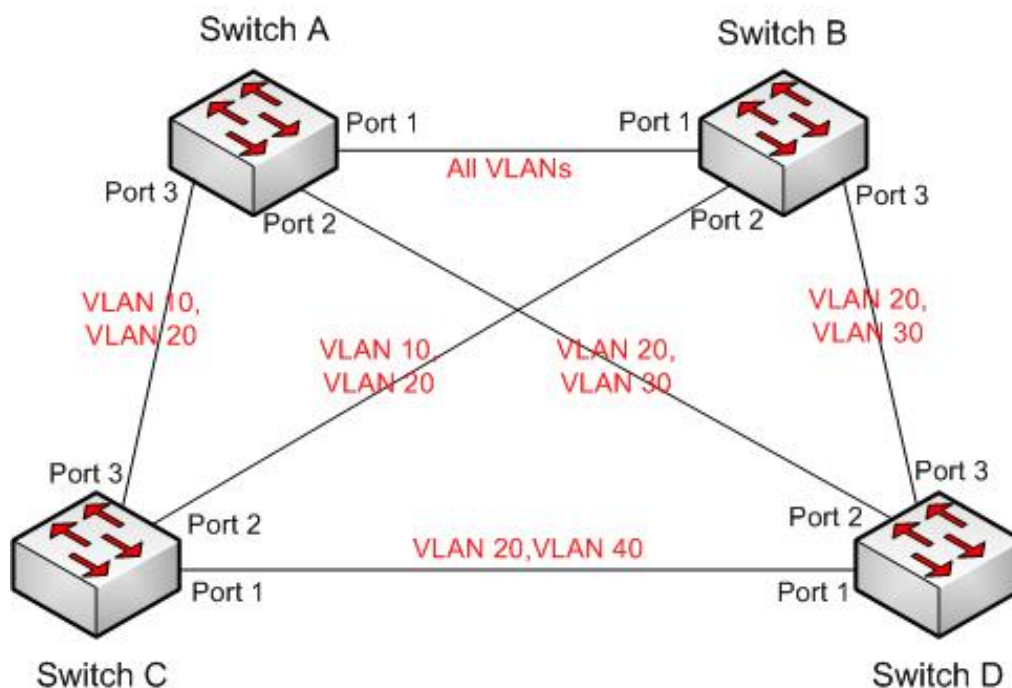 Switch A
Switch B
Port 1
Port 1
All VLANs
Port 3
Port 2
Port 2
Port 3
VLAN 10,
VLAN 20
VLAN 10,
VLAN 20
VLAN 20,
VLAN 30
VLAN 20,
VLAN 30
Port 3
Port 2
Port 1
VLAN 20,VLAN 40
Port 3
Port 2
Port 1
Switch C
Switch D